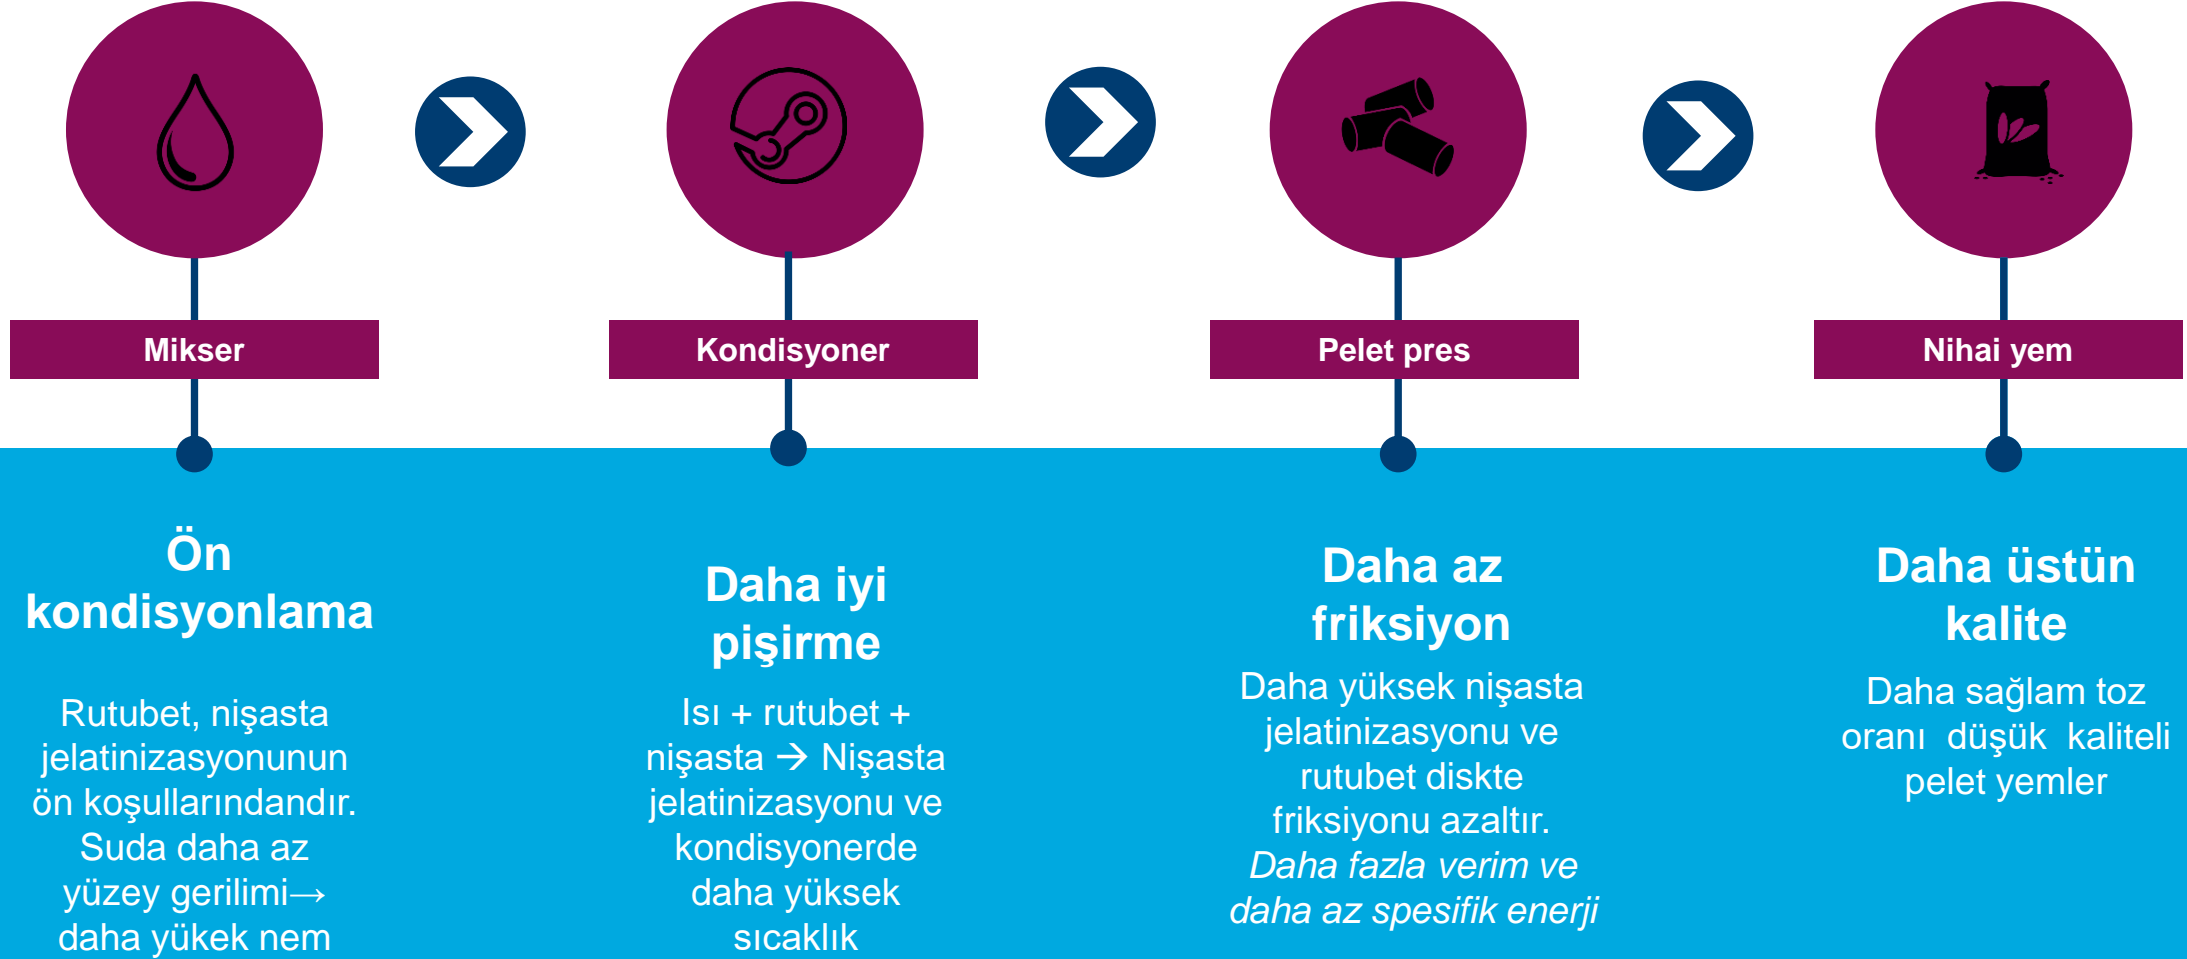 Mikser
Kondisyoner
Pelet pres
Nihai yem
Ön
kondisyonlama
Rutubet, nişasta
jelatinizasyonunun
ön koşullarındandır.
Suda daha az
yüzey gerilimi→
daha yükek nem
Daha iyi
pişirme
Isı + rutubet +
nişasta → Nişasta
jelatinizasyonu ve
kondisyonerde
daha yüksek
sıcaklık
Daha az
friksiyon
Daha yüksek nişasta
jelatinizasyonu ve
rutubet diskte
friksiyonu azaltır.
Daha fazla verim ve
daha az spesifik enerji
Daha üstün
kalite
Daha sağlam toz
oranı düşük kaliteli
pelet yemler